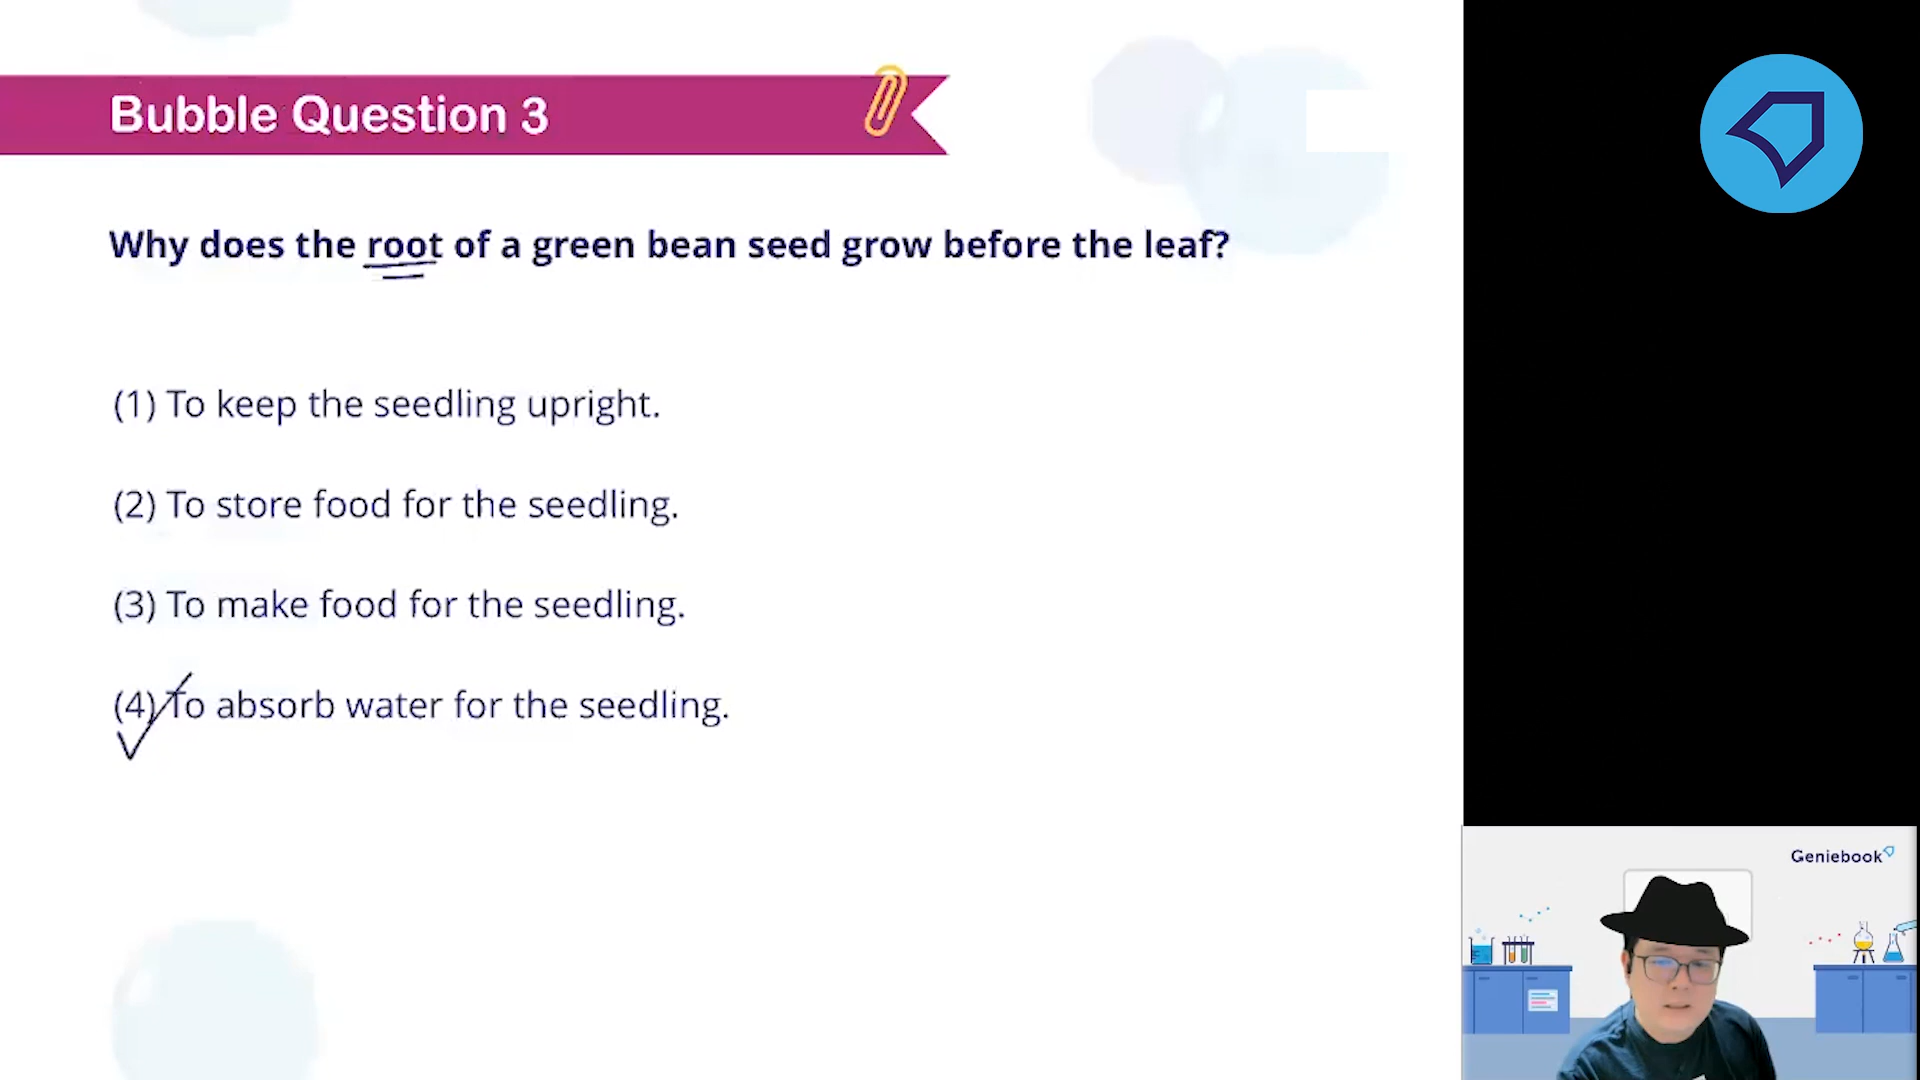 Bubble Question 3
Why does the root of a green bean seed grow before the leaf?
(1) To keep the seedling upright.
(2) To store food for the seedling.
(3) To make food for the seedling.
(4) To absorb water for the seedling.
Geniebook